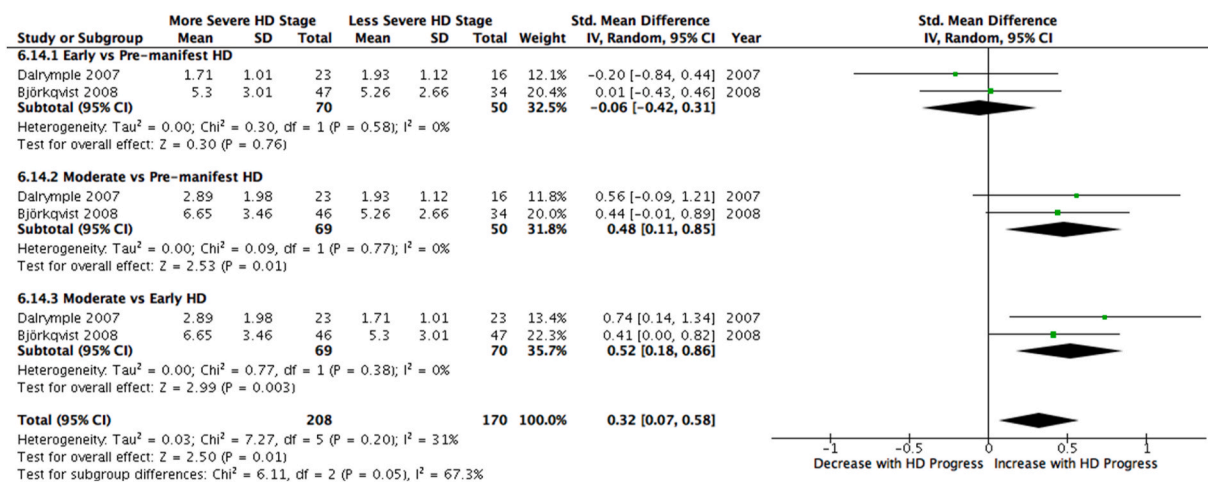 More Severe HD Stage Less Severe HD Stage Std. Mean Difference Std. Mean Difference
Study or Subgroup Mean SD Total Mean SD Total Weight IV, Random, 95% CI Year IV, Random, 95% CI
6.14.1 Early vs Pre-manifest HD
Dalrymple 2007 1.71 1.01 23 1.93 1.12 16 12.1% -0.20 [-0.84, 0.44] 2007
Björkqvist 2008 5.3 3.01 47 5.26 2.66 34 20.4% 0.01 [-0.43, 0.46] 2008
Subtotal (95% CI) 70 50 32.5% -0.06 [-0.42, 0.31]
Heterogeneity: Tau² = 0.00; Chi² = 0.30, df = 1 (P = 0.58); I² = 0%
Test for overall effect: Z = 0.30 (P = 0.76)
6.14.2 Moderate vs Pre-manifest HD
Dalrymple 2007 2.89 1.98 23 1.93 1.12 16 11.8% 0.56 [-0.09, 1.21] 2007
Björkqvist 2008 6.65 3.46 46 5.26 2.66 34 20.0% 0.44 [-0.01, 0.89] 2008
Subtotal (95% CI) 69 50 31.8% 0.48 [0.11, 0.85]
Heterogeneity: Tau² = 0.00; Chi² = 0.09, df = 1 (P = 0.77); I² = 0%
Test for overall effect: Z = 2.53 (P = 0.01)
6.14.3 Moderate vs Early HD
Dalrymple 2007 2.89 1.98 23 1.71 1.01 23 13.4% 0.74 [0.14, 1.34] 2007
Björkqvist 2008 6.65 3.46 46 5.3 3.01 47 22.3% 0.41 [0.00, 0.82] 2008
Subtotal (95% CI) 69 70 35.7% 0.52 [0.18, 0.86]
Heterogeneity: Tau² = 0.00; Chi² = 0.77, df = 1 (P = 0.38); I² = 0%
Test for overall effect: Z = 2.99 (P = 0.003)
Total (95% CI) 208 170 100.0% 0.32 [0.07, 0.58]
Heterogeneity: Tau² = 0.03; Chi² = 7.27, df = 5 (P = 0.20); I² = 31%
Test for overall effect: Z = 2.50 (P = 0.01)
Test for subgroup differences: Chi² = 6.11, df = 2 (P = 0.05), I² = 67.3%
-1 -0.5 0 0.5 1
Decrease with HD Progress Increase with HD Progress